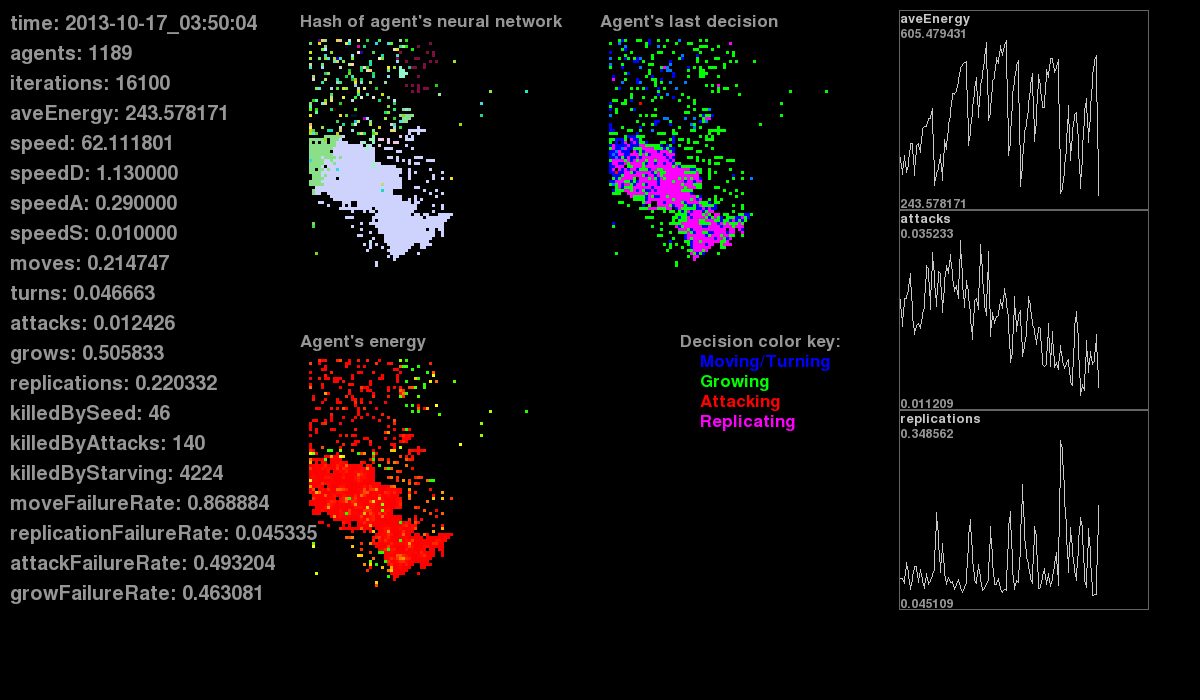 time: 2013-10-17_03:50:04
agents: 1189
iterations: 16100
aveEnergy: 243.578171
speed: 62.111801
speedD: 1.130000
speedA: 0.290000
speedS: 0.010000
moves: 0.214747
turns: 0.046663
attacks: 0.012426
grows: 0.505833
replications: 0.220332
killedBySeed: 46
killedByAttacks: 140
killedByStarving: 4224
moveFailureRate: 0.868884
replicationFailureRate: 0.045335
attackFailureRate: 0.493204
growFailureRate: 0.463081
Hash of agent's neural network
Agent's last decision
Agent's energy
Decision color key:
Moving/Turning
Growing
Attacking
Replicating
aveEnergy
605.479431
243.578171
attacks
0.035233
0.011209
replications
0.348562
0.045109